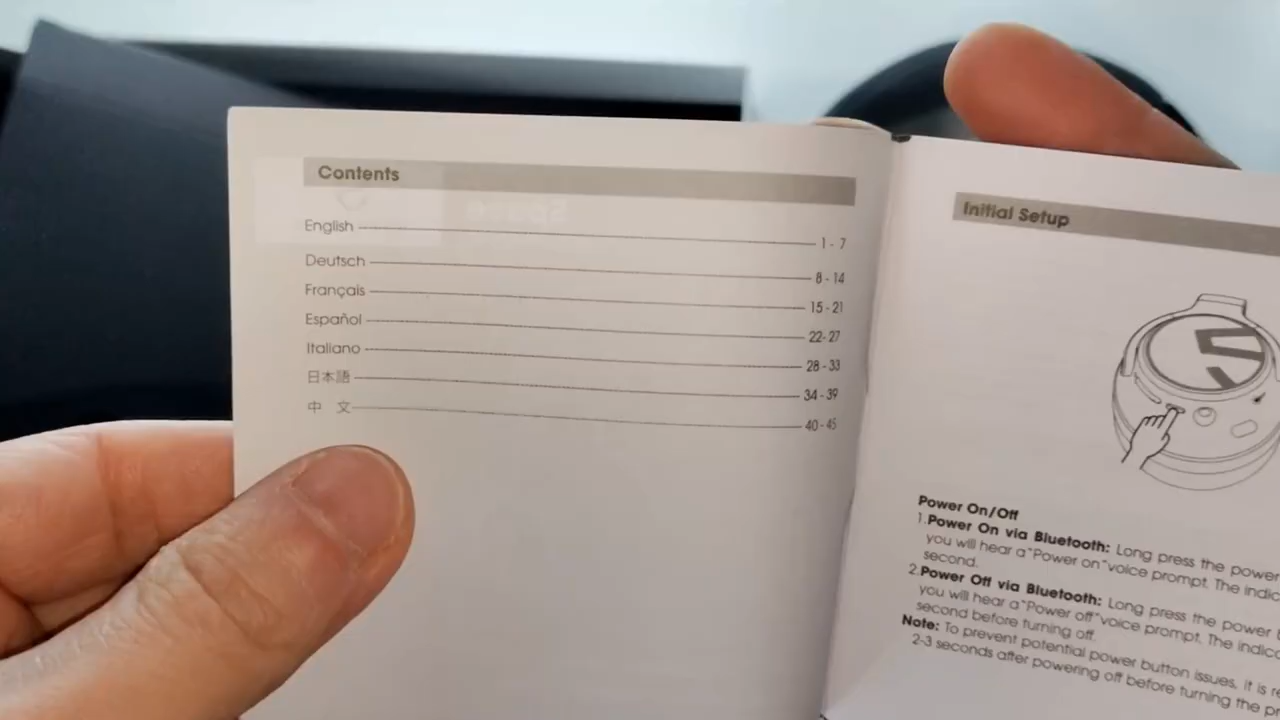 Contents
English 1 - 7
Deutsch 8 - 14
Français 15 - 21
Español 22- 27
Italiano 28 - 33
日本語 34 - 39
中 文 40 - 45
Initial Setup
Power On/Off
1.Power On via Bluetooth: Long press the power
you will hear a"Power on"voice prompt. The indic
second.
2.Power Off via Bluetooth: Long press the power
you will hear a"Power off"voice prompt. The indica
second before turning off.
Note: To prevent potential power button issues, it is
2-3 seconds after powering off before turning the